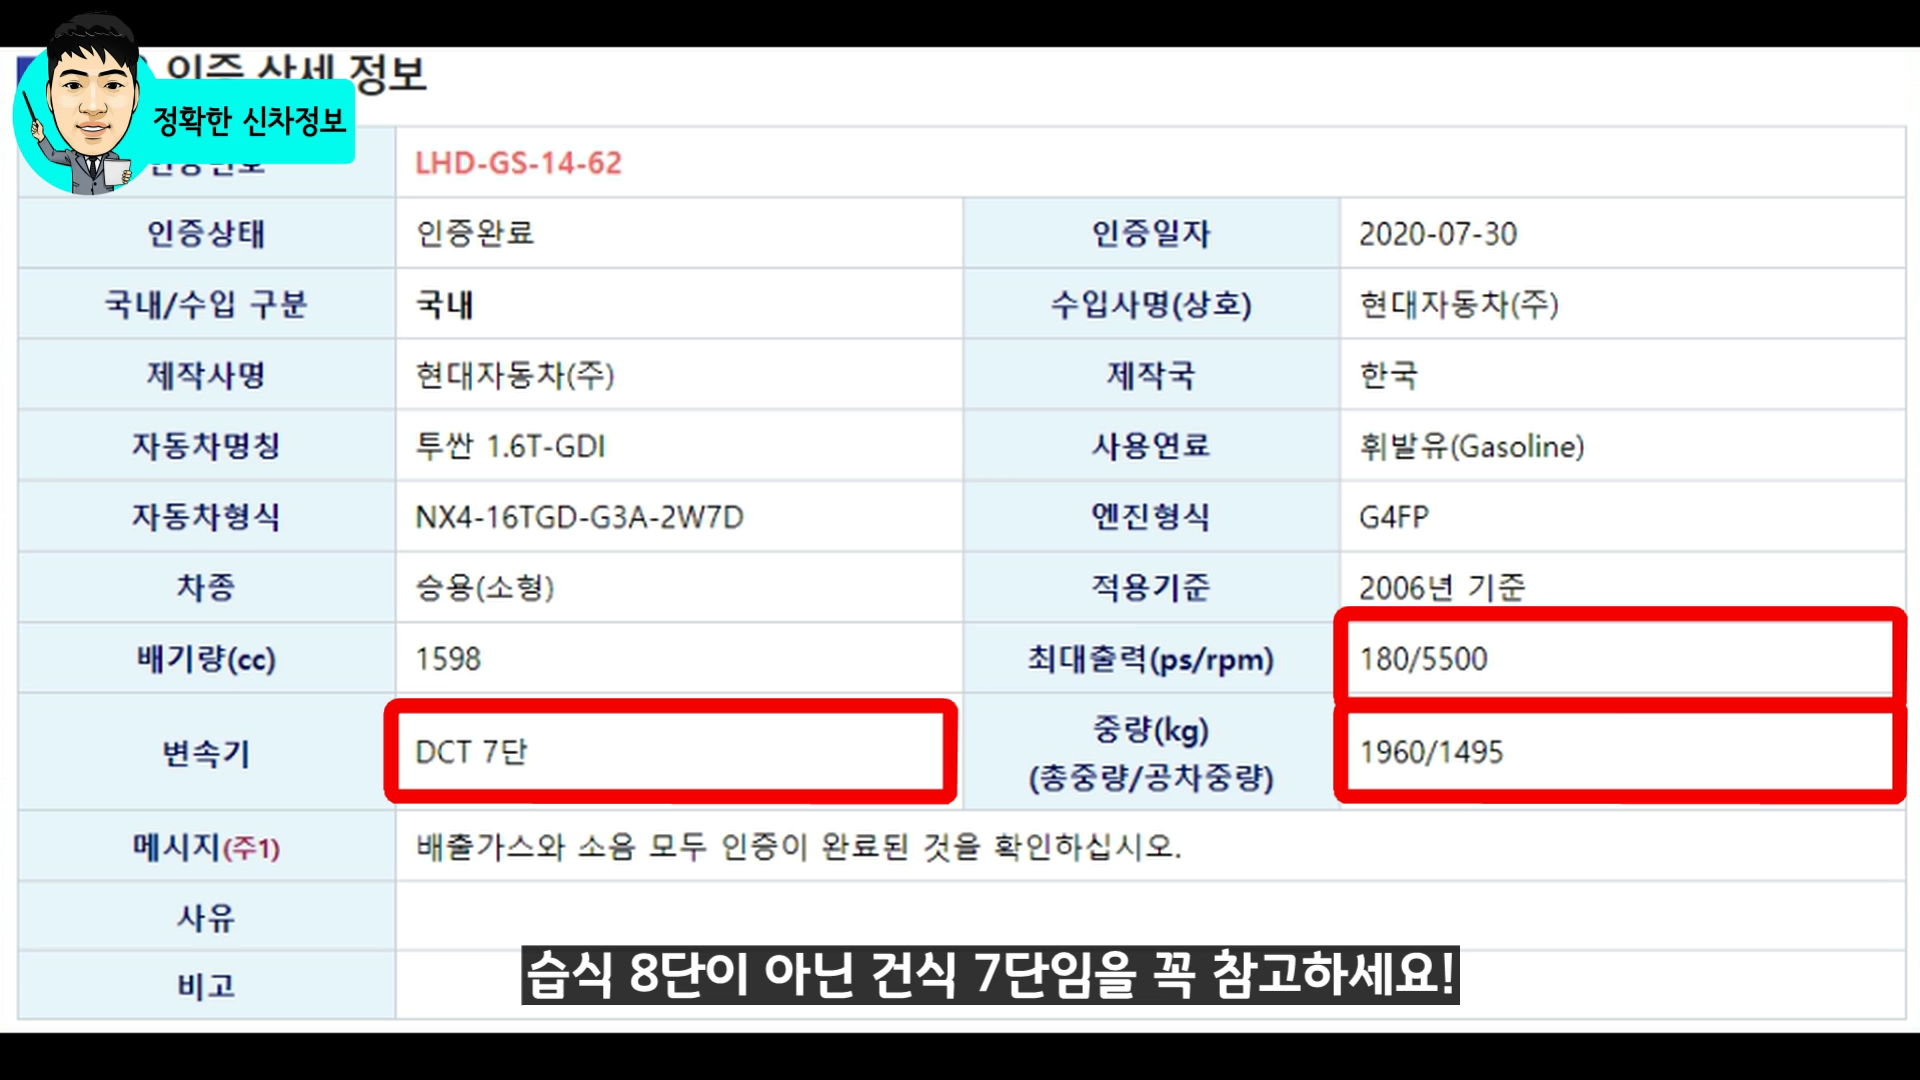 인증 상세 정보
정확한 신차정보
인증번호 LHD-GS-14-62
인증상태 인증완료 인증일자 2020-07-30
국내/수입 구분 국내 수입사명(상호) 현대자동차(주)
제작사명 현대자동차(주) 제작국 한국
자동차명칭 투싼 1.6T-GDI 사용연료 휘발유(Gasoline)
자동차형식 NX4-16TGD-G3A-2W7D 엔진형식 G4FP
차종 승용(소형) 적용기준 2006년 기준
배기량(cc) 1598 최대출력(ps/rpm) 180/5500
변속기 DCT 7단 중량(kg)
(총중량/공차중량) 1960/1495
메시지(주1) 배출가스와 소음 모두 인증이 완료된 것을 확인하십시오.
사유
비고
습식 8단이 아닌 건식 7단임을 꼭 참고하세요!